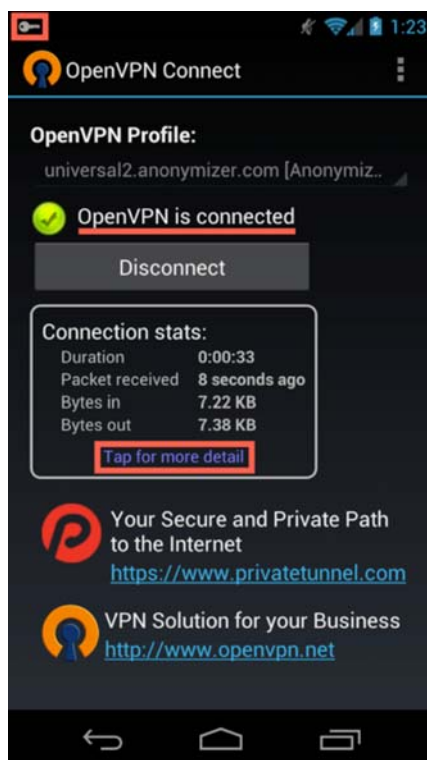 1:23
OpenVPN Connect
OpenVPN Profile:
universal2.anonymizer.com [Anonymiz..
OpenVPN is connected
Disconnect
Connection stats:
Duration 0:00:33
Packet received 8 seconds ago
Bytes in 7.22 KB
Bytes out 7.38 KB
Tap for more detail
Your Secure and Private Path
to the Internet
https://www.privatetunnel.com
VPN Solution for your Business
http://www.openvpn.net